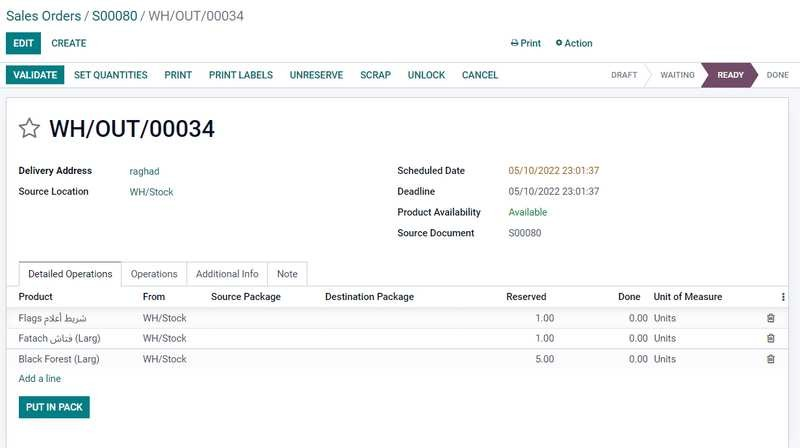 Sales Orders / S00080 / WH/OUT/00034
EDIT CREATE Print Action
VALIDATE SET QUANTITIES PRINT PRINT LABELS UNRESERVE SCRAP UNLOCK CANCEL DRAFT WAITING READY DONE
WH/OUT/00034
Delivery Address raghad Scheduled Date 05/10/2022 23:01:37
Source Location WH/Stock Deadline 05/10/2022 23:01:37
Product Availability Available
Source Document S00080
Detailed Operations Operations Additional Info Note
Product From Source Package Destination Package Reserved Done Unit of Measure
Flags شريط أعلام WH/Stock 1.00 0.00 Units
Fatach فتاش (Larg) WH/Stock 1.00 0.00 Units
Black Forest (Larg) WH/Stock 5.00 0.00 Units
Add a line
PUT IN PACK